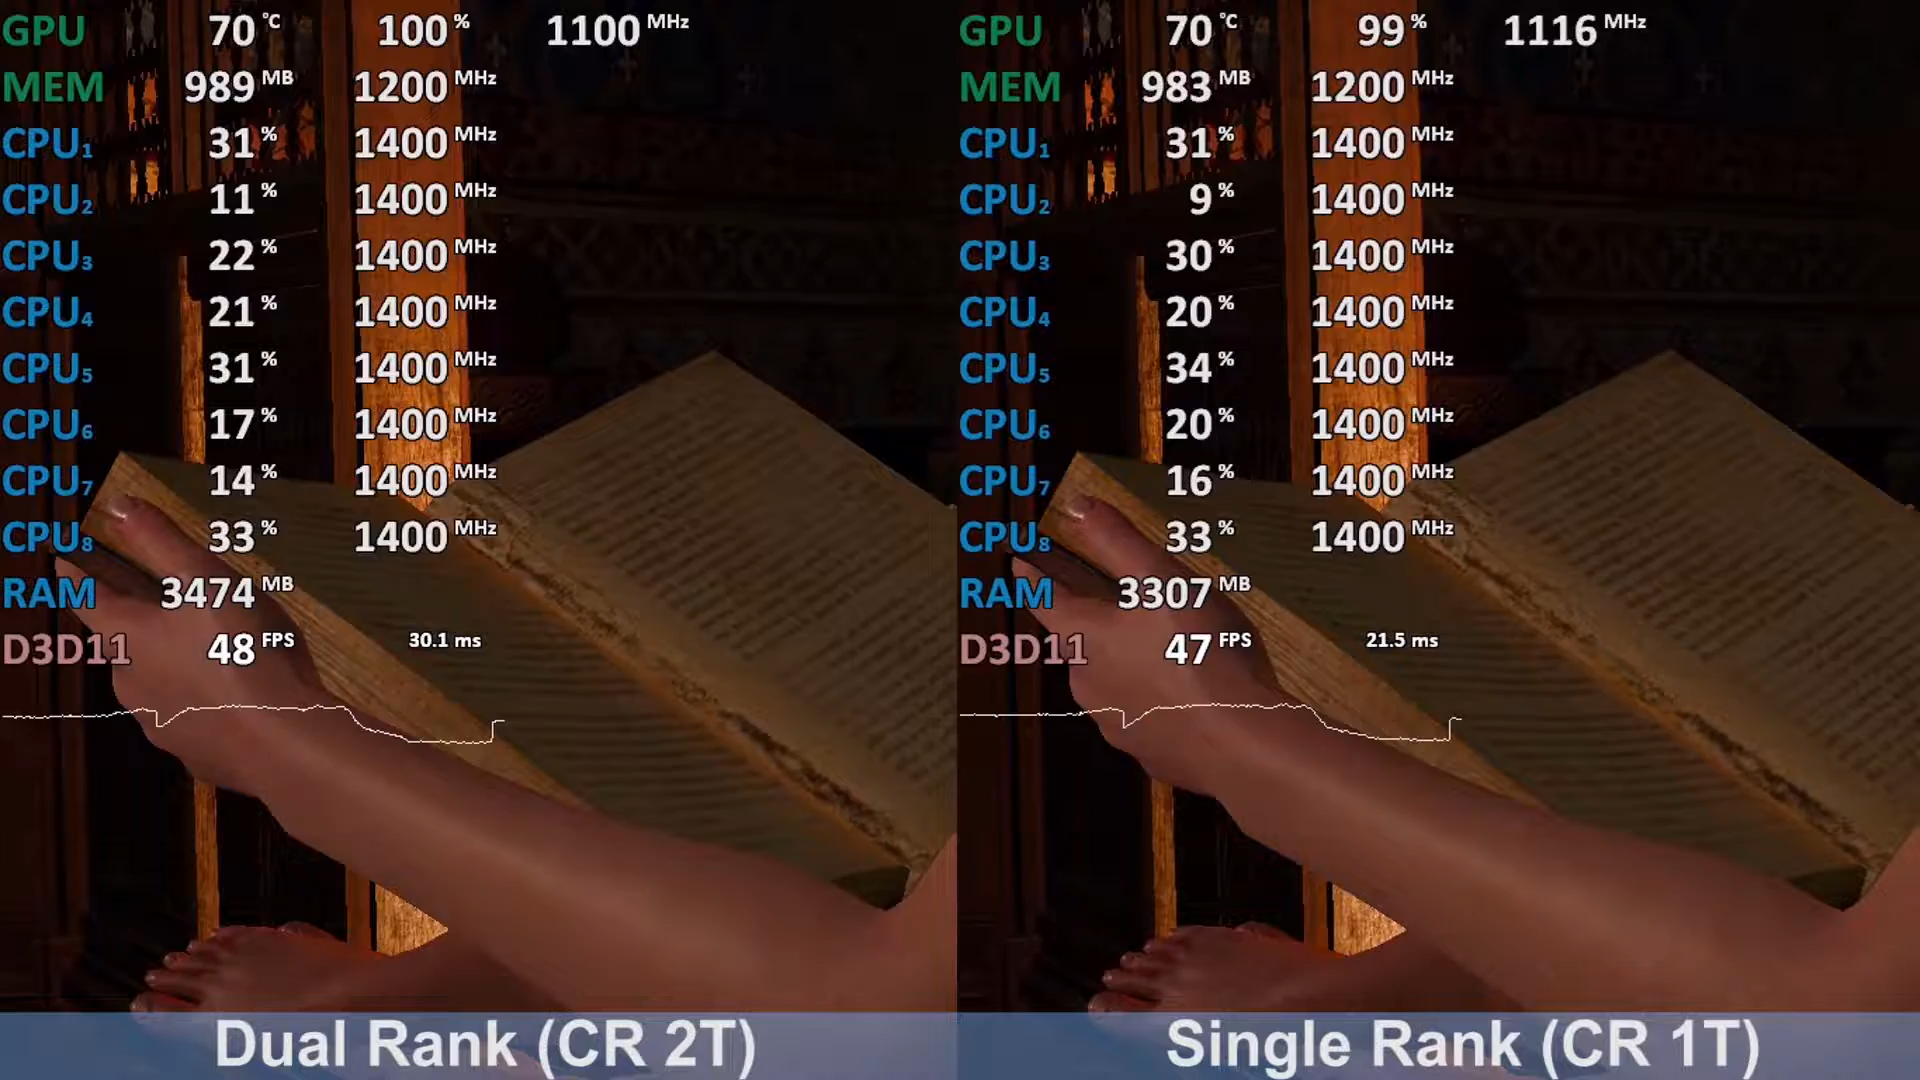 GPU 70 °C 100 % 1100 MHz
MEM 989 MB 1200 MHz
CPU1 31 % 1400 MHz
CPU2 11 % 1400 MHz
CPU3 22 % 1400 MHz
CPU4 21 % 1400 MHz
CPU5 31 % 1400 MHz
CPU6 17 % 1400 MHz
CPU7 14 % 1400 MHz
CPU8 33 % 1400 MHz
RAM 3474 MB
D3D11 48 FPS 30.1 ms
Dual Rank (CR 2T)
GPU 70 °C 99 % 1116 MHz
MEM 983 MB 1200 MHz
CPU1 31 % 1400 MHz
CPU2 9 % 1400 MHz
CPU3 30 % 1400 MHz
CPU4 20 % 1400 MHz
CPU5 34 % 1400 MHz
CPU6 20 % 1400 MHz
CPU7 16 % 1400 MHz
CPU8 33 % 1400 MHz
RAM 3307 MB
D3D11 47 FPS 21.5 ms
Single Rank (CR 1T)